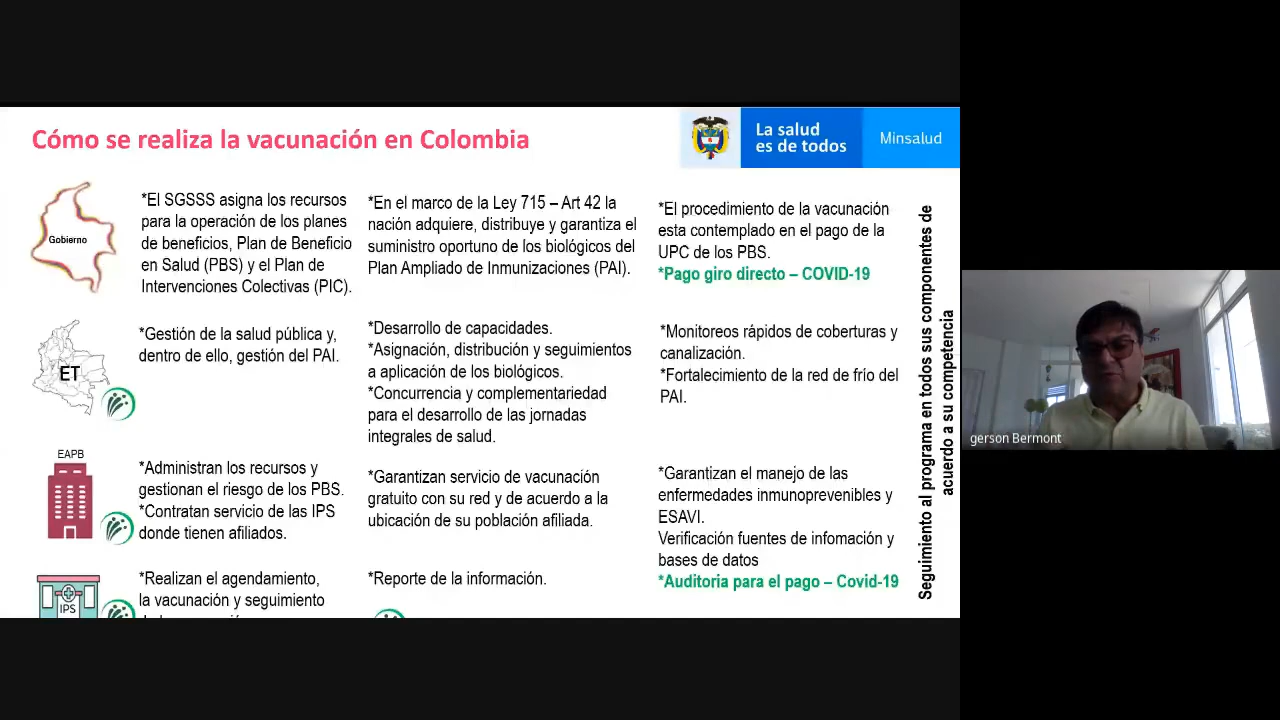 Cómo se realiza la vacunación en Colombia
La salud
es de todos
Minsalud
Gobierno
*El SGSSS asigna los recursos
para la operación de los planes
de beneficios, Plan de Beneficio
en Salud (PBS) y el Plan de
Intervenciones Colectivas (PIC).
*En el marco de la Ley 715 – Art 42 la
nación adquiere, distribuye y garantiza el
suministro oportuno de los biológicos del
Plan Ampliado de Inmunizaciones (PAI).
*El procedimiento de la vacunación
esta contemplado en el pago de la
UPC de los PBS.
*Pago giro directo – COVID-19
ET
*Gestión de la salud pública y,
dentro de ello, gestión del PAI.
*Desarrollo de capacidades.
*Asignación, distribución y seguimientos
a aplicación de los biológicos.
*Concurrencia y complementariedad
para el desarrollo de las jornadas
integrales de salud.
*Monitoreos rápidos de coberturas y
canalización.
*Fortalecimiento de la red de frío del
PAI.
EAPB
*Administran los recursos y
gestionan el riesgo de los PBS.
*Contratan servicio de las IPS
donde tienen afiliados.
*Garantizan servicio de vacunación
gratuito con su red y de acuerdo a la
ubicación de su población afiliada.
*Garantizan el manejo de las
enfermedades inmunoprevenibles y
ESAVI.
Verificación fuentes de infomación y
bases de datos
*Auditoria para el pago – Covid-19
IPS
*Realizan el agendamiento,
la vacunación y seguimiento
*Reporte de la información.
Seguimiento al programa en todos sus componentes de
acuerdo a su competencia
gerson Bermont